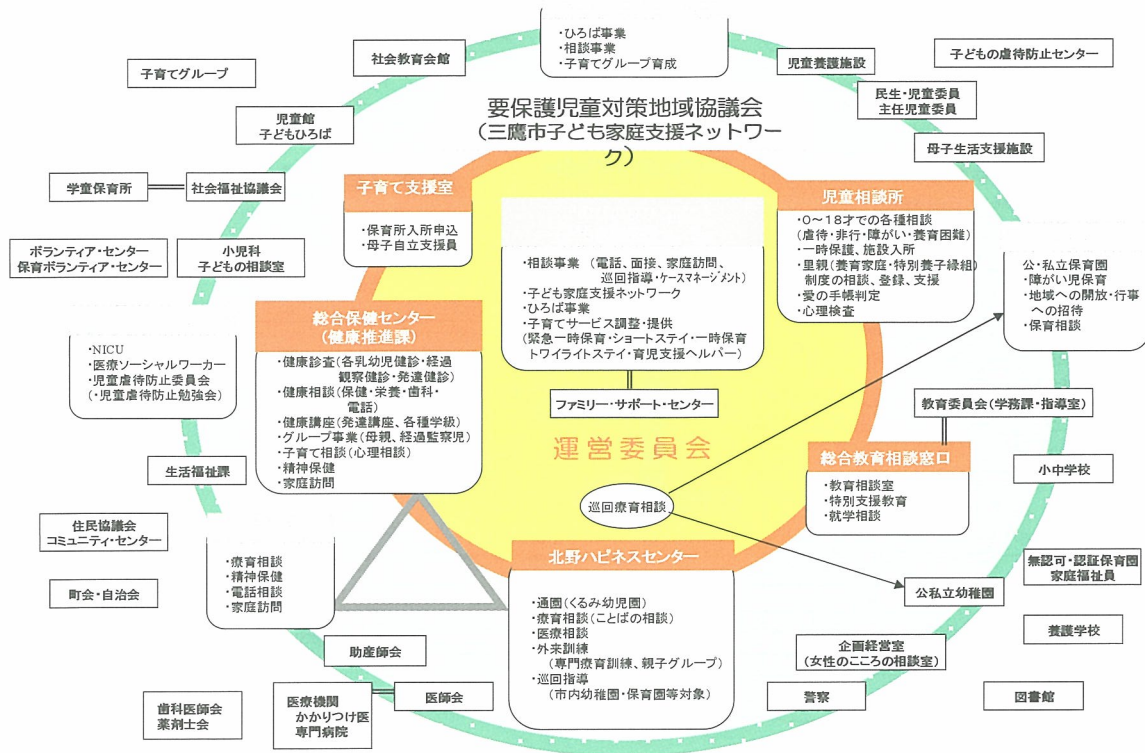 ・ひろば事業
・相談事業
・子育てグループ育成
社会教育会館
子育てグループ
児童養護施設
子どもの虐待防止センター
民生・児童委員
主任児童委員
児童館
子どもひろば
要保護児童対策地域協議会
(三鷹市子ども家庭支援ネットワー
ク)
母子生活支援施設
学童保育所
社会福祉協議会
子育て支援室
・保育所入所申込
・母子自立支援員
児童相談所
・0～18才での各種相談
(虐待・非行・障がい・養育困難)
・一時保護、施設入所
・里親(養育家庭・特別養子縁組)
制度の相談、登録、支援
・愛の手帳判定
・心理検査
ボランティア・センター
保育ボランティア・センター
小児科
子どもの相談室
・相談事業 (電話、面接、家庭訪問、
巡回指導・ケースマネージメント)
・子ども家庭支援ネットワーク
・ひろば事業
・子育てサービス調整・提供
(緊急一時保育・ショートステイ・一時保育
トワイライトステイ・育児支援ヘルパー)
公・私立保育園
・障がい児保育
・地域への開放・行事
への招待
・保育相談
総合保健センター
(健康推進課)
・健康診査(各乳幼児健診・経過
観察健診・発達健診)
・健康相談(保健・栄養・歯科・
電話)
・健康講座(発達講座、各種学級)
・グループ事業(母親、経過監察児)
・子育て相談(心理相談)
・精神保健
・家庭訪問
・NICU
・医療ソーシャルワーカー
・児童虐待防止委員会
(・児童虐待防止勉強会)
ファミリー・サポート・センター
教育委員会(学務課・指導室)
運営委員会
総合教育相談窓口
・教育相談室
・特別支援教育
・就学相談
生活福祉課
小中学校
巡回療育相談
住民協議会
コミュニティ・センター
・療育相談
・精神保健
・電話相談
・家庭訪問
北野ハピネスセンター
・通園(くるみ幼児園)
・療育相談(ことばの相談)
・医療相談
・外来訓練
(専門療育訓練、親子グループ)
・巡回指導
(市内幼稚園・保育園等対象)
無認可・認証保育園
家庭福祉員
町会・自治会
公私立幼稚園
養護学校
助産師会
企画経営室
(女性のこころの相談室)
歯科医師会
薬剤士会
医療機関
かかりつけ医
専門病院
医師会
警察
図書館